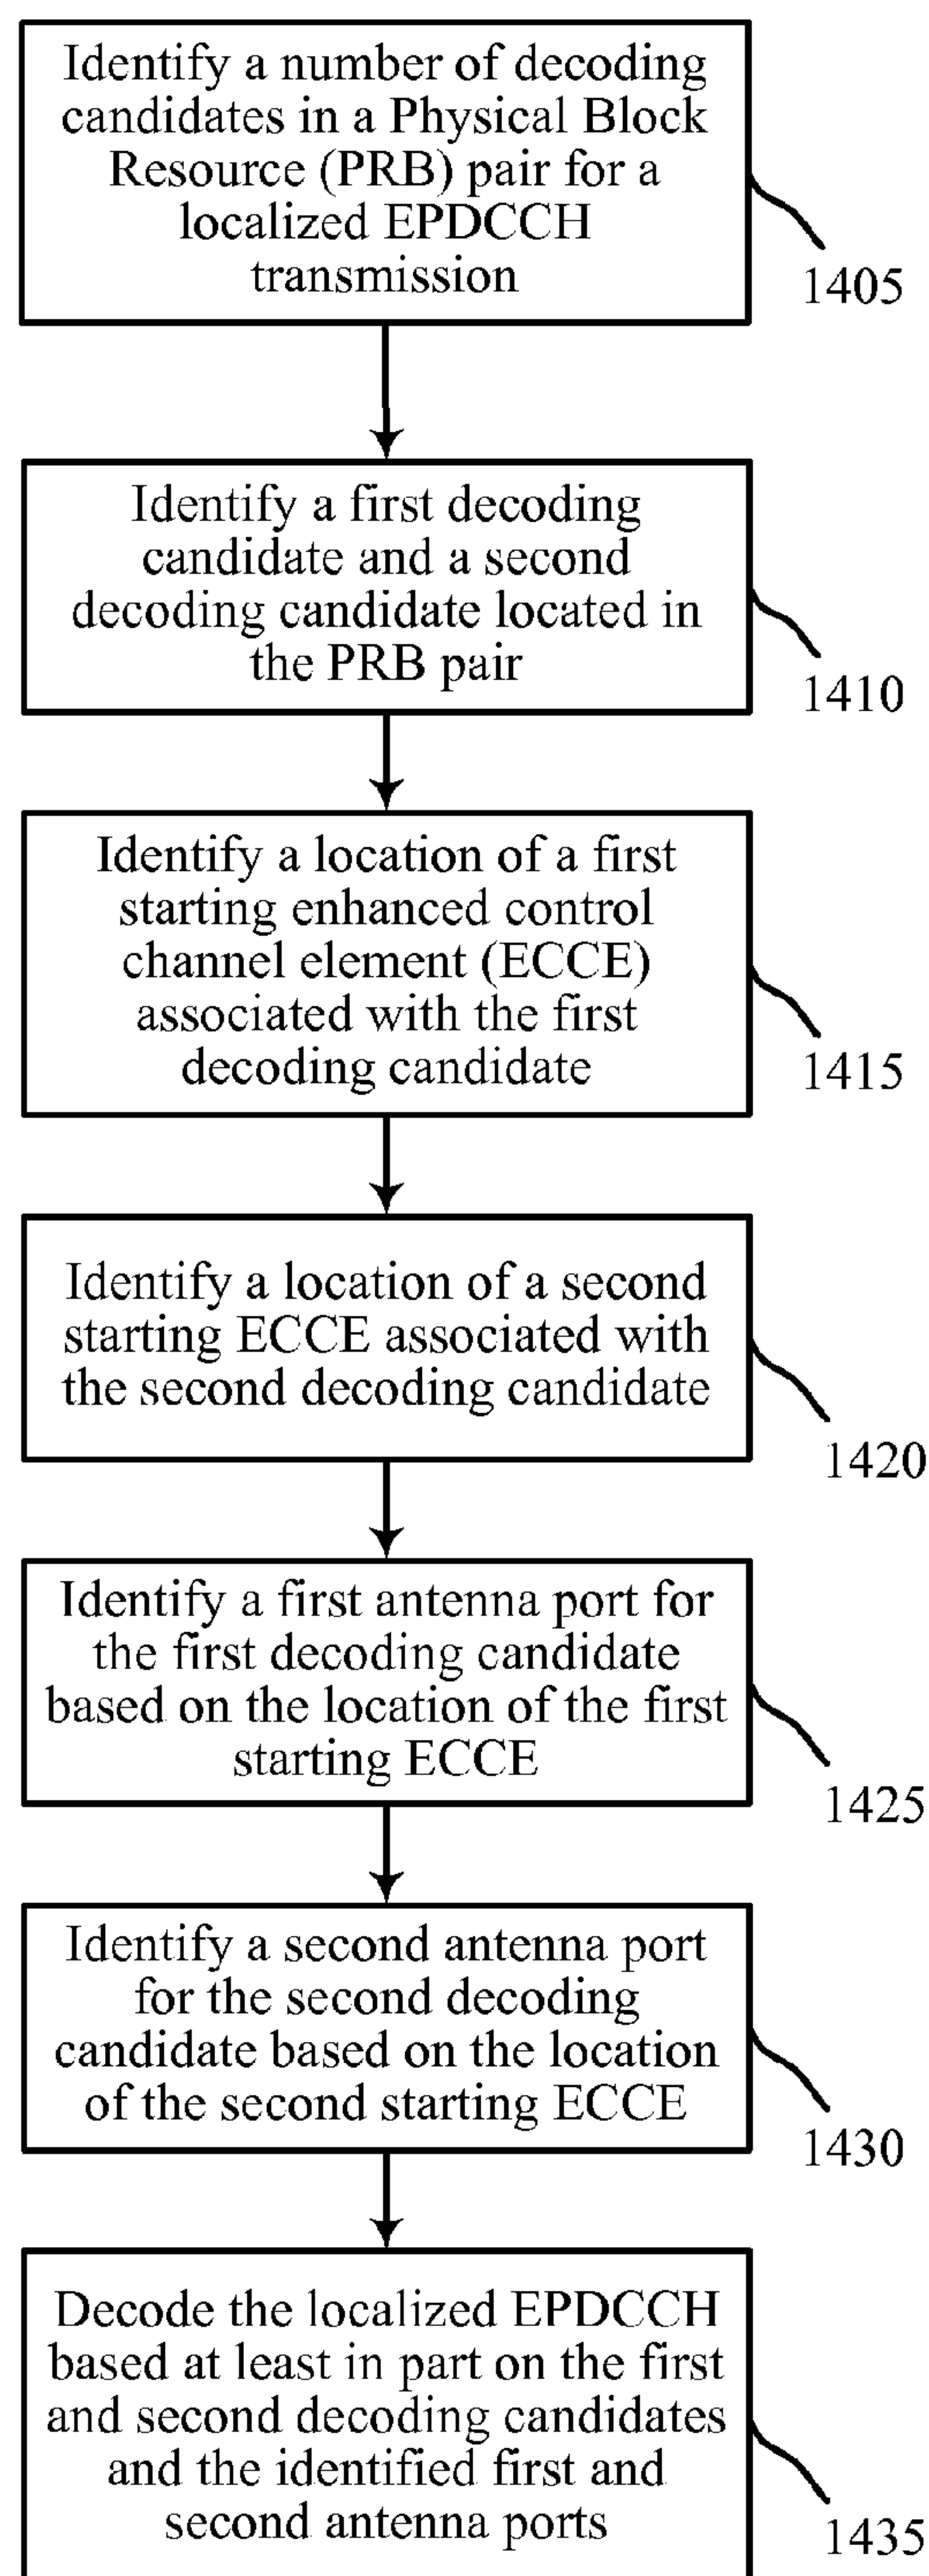 Identify a number of decoding
candidates in a Physical Block
Resource (PRB) pair for a
localized EPDCCH
transmission
1405
Identify a first decoding
candidate and a second
decoding candidate located in
the PRB pair
1410
Identify a location of a first
starting enhanced control
channel element (ECCE)
associated with the first
decoding candidate
1415
Identify a location of a second
starting ECCE associated with
the second decoding candidate
1420
Identify a first antenna port for
the first decoding candidate
based on the location of the first
starting ECCE
1425
Identify a second antenna port
for the second decoding
candidate based on the location
of the second starting ECCE
1430
Decode the localized EPDCCH
based at least in part on the first
and second decoding candidates
and the identified first and
second antenna ports
1435